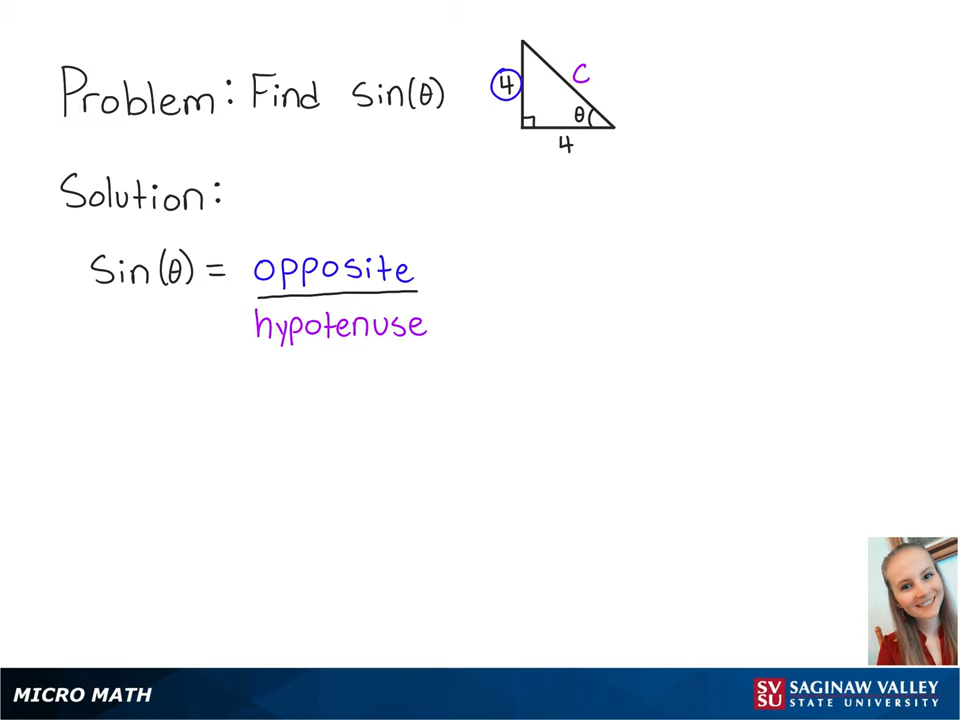 Problem: Find sin(θ)
4
c
θ
4
Solution:
sin(θ) = opposite
hypotenuse
MICRO MATH
SV
SU
SAGINAW VALLEY
STATE UNIVERSITY